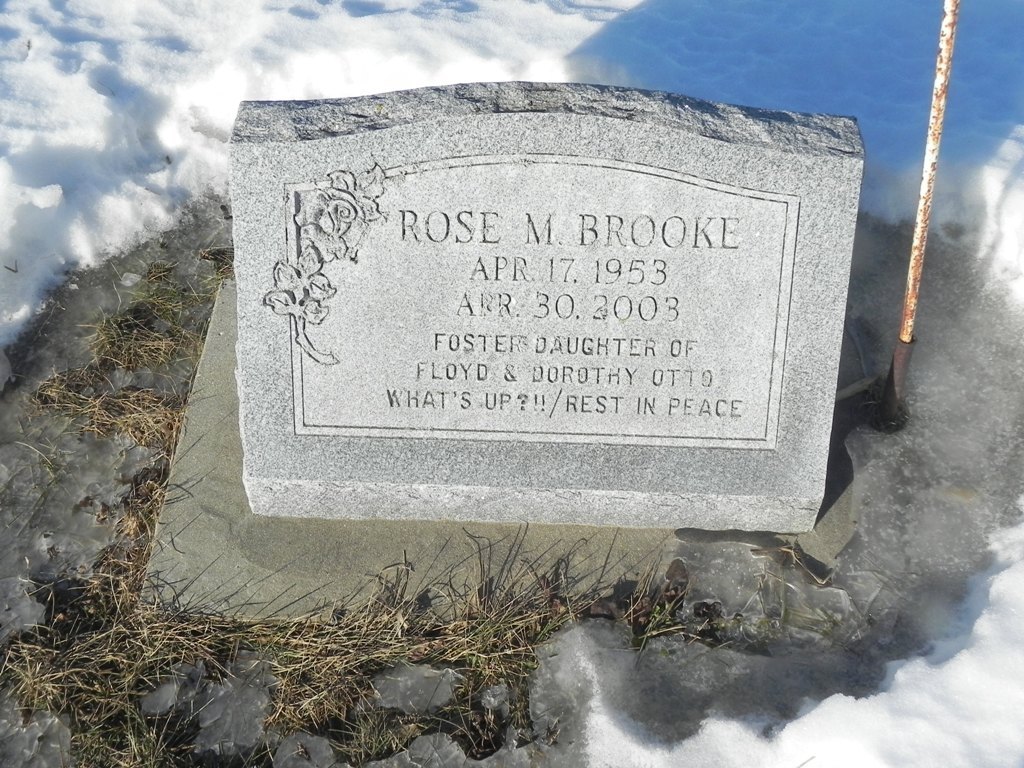 ROSE M. BROOKE
APR. 17, 1953
APR. 30, 2003
FOSTER DAUGHTER OF
FLOYD & DOROTHY OTTO
WHAT'S UP?!!/REST IN PEACE